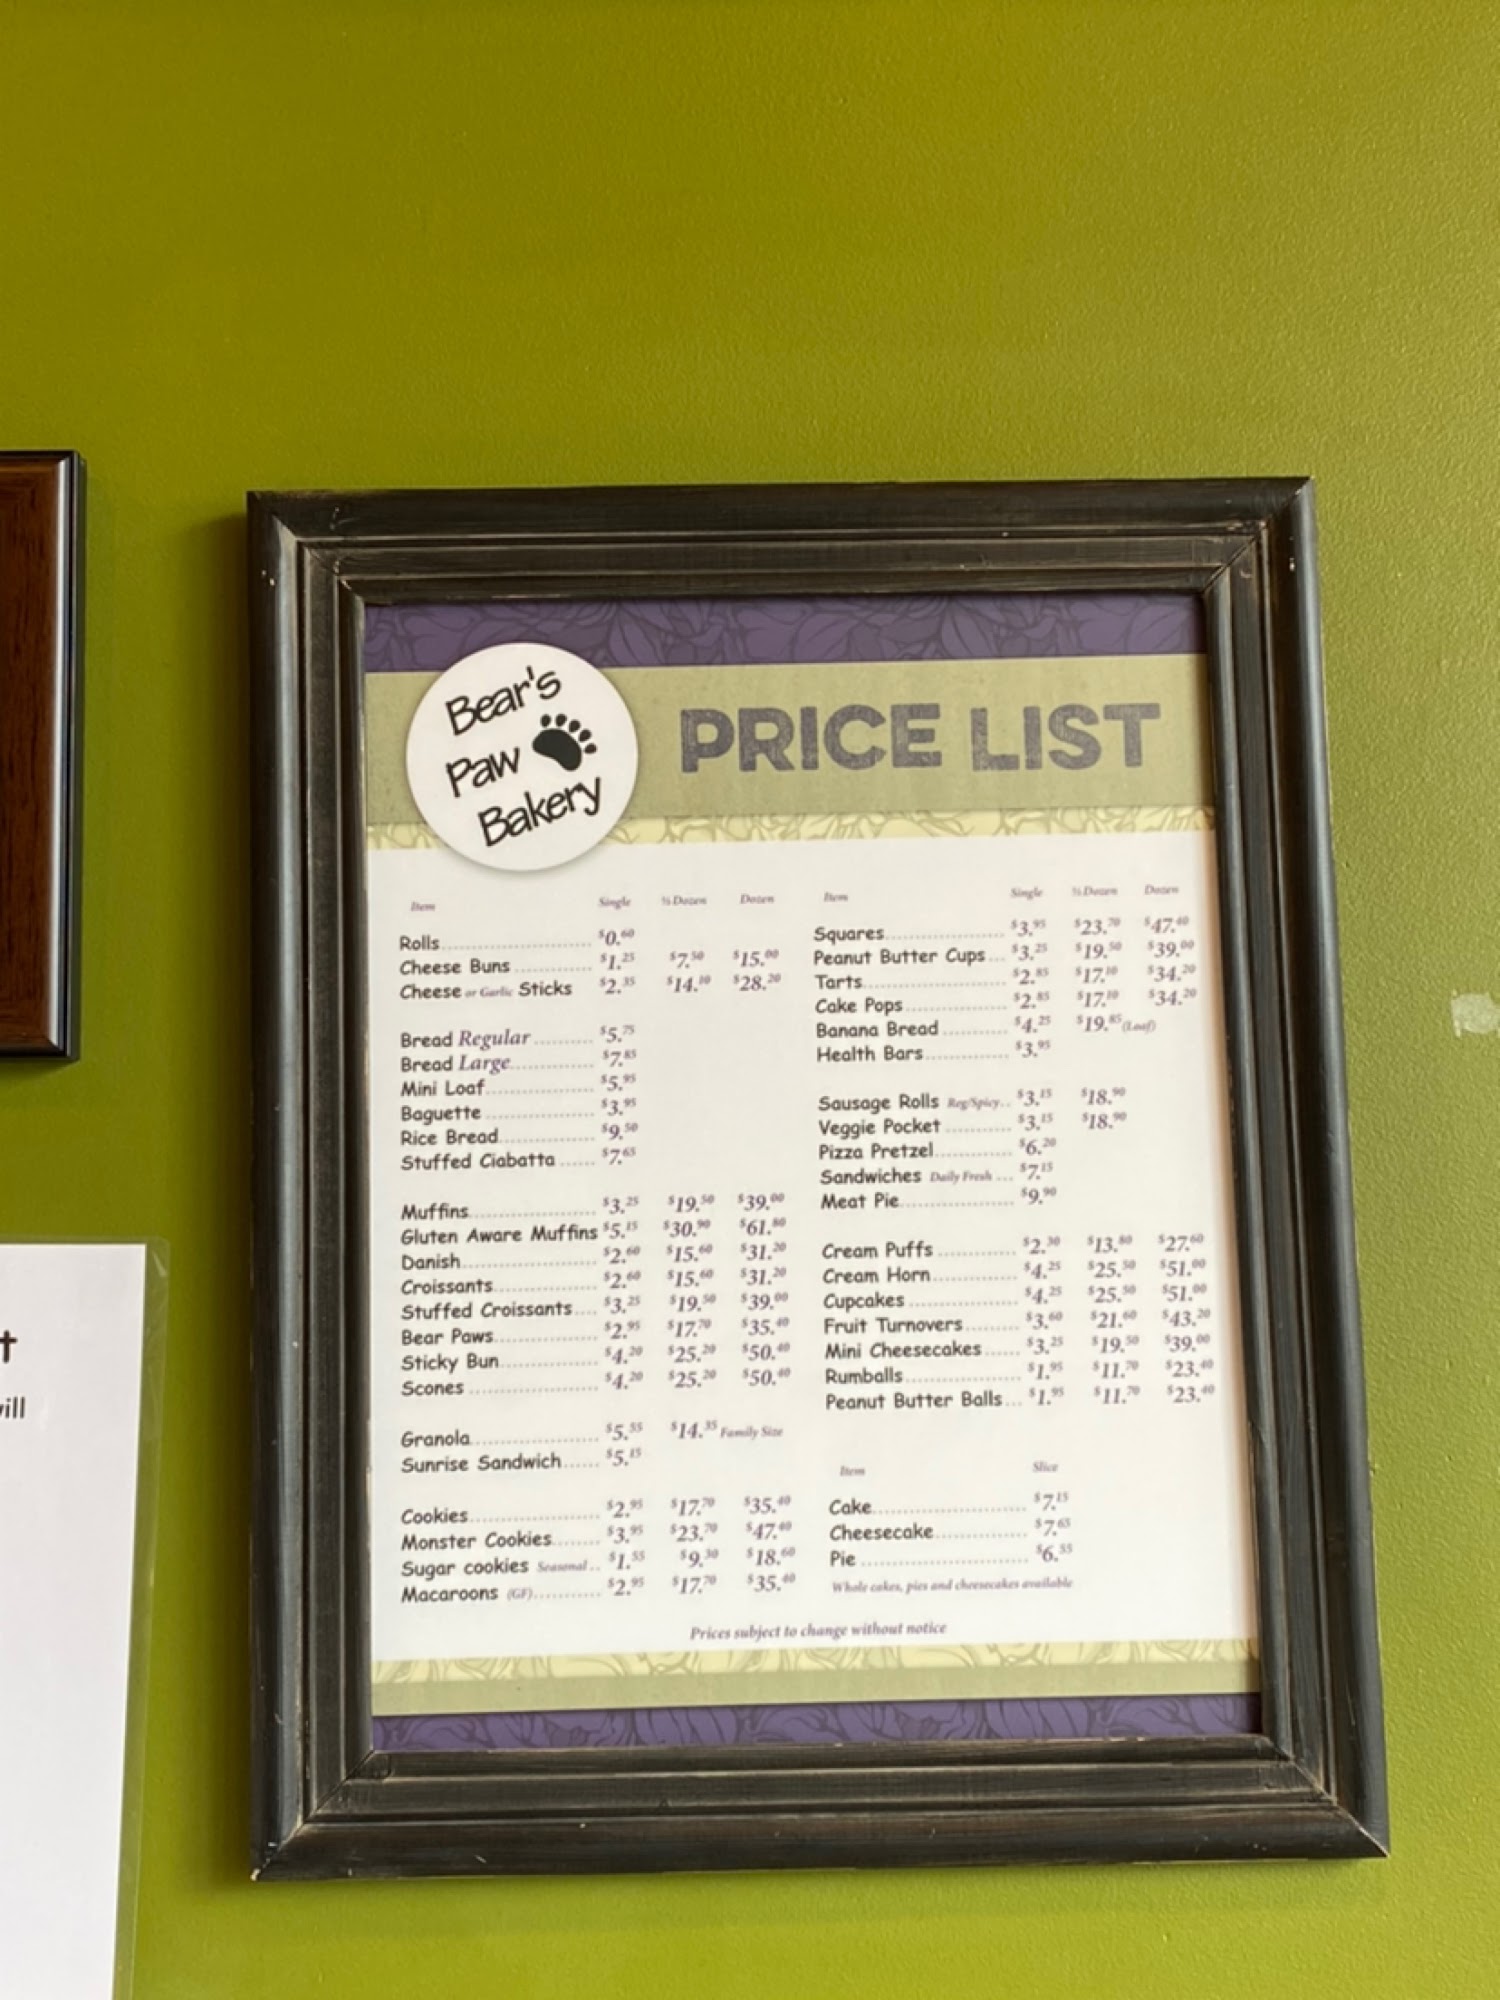 Bear's
Paw
Bakery
PRICE LIST
Item Single ½ Dozen Dozen
Rolls $0.60
Cheese Buns $1.25 $7.50 $15.00
Cheese or Garlic Sticks $2.35 $14.10 $28.20
Bread Regular $5.75
Bread Large $7.85
Mini Loaf $5.95
Baguette $3.95
Rice Bread $9.50
Stuffed Ciabatta $7.65
Muffins $3.25 $19.50 $39.00
Gluten Aware Muffins $5.15 $30.90 $61.80
Danish $2.60 $15.60 $31.20
Croissants $2.60 $15.60 $31.20
Stuffed Croissants $3.25 $19.50 $39.00
Bear Paws $2.95 $17.70 $35.40
Sticky Bun $4.20 $25.20 $50.40
Scones $4.20 $25.20 $50.40
Granola $5.55 $14.35 Family Size
Sunrise Sandwich $5.15
Cookies $2.95 $17.70 $35.40
Monster Cookies $3.95 $23.70 $47.40
Sugar cookies Seasonal $1.55 $9.30 $18.60
Macaroons (GF) $2.95 $17.70 $35.40
Item Single ½ Dozen Dozen
Squares $3.95 $23.70 $47.40
Peanut Butter Cups $3.25 $19.50 $39.00
Tarts $2.85 $17.10 $34.20
Cake Pops $2.85 $17.10 $34.20
Banana Bread $4.25 $19.85 (Loaf)
Health Bars $3.95
Sausage Rolls Reg/Spicy $3.15 $18.90
Veggie Pocket $3.15 $18.90
Pizza Pretzel $6.20
Sandwiches Daily Fresh $7.15
Meat Pie $9.90
Cream Puffs $2.30 $13.80 $27.60
Cream Horn $4.25 $25.50 $51.00
Cupcakes $4.25 $25.50 $51.00
Fruit Turnovers $3.60 $21.60 $43.20
Mini Cheesecakes $3.25 $19.50 $39.00
Rumballs $1.95 $11.70 $23.40
Peanut Butter Balls $1.95 $11.70 $23.40
Item Slice
Cake $7.15
Cheesecake $7.65
Pie $6.55
Whole cakes, pies and cheesecakes available
Prices subject to change without notice